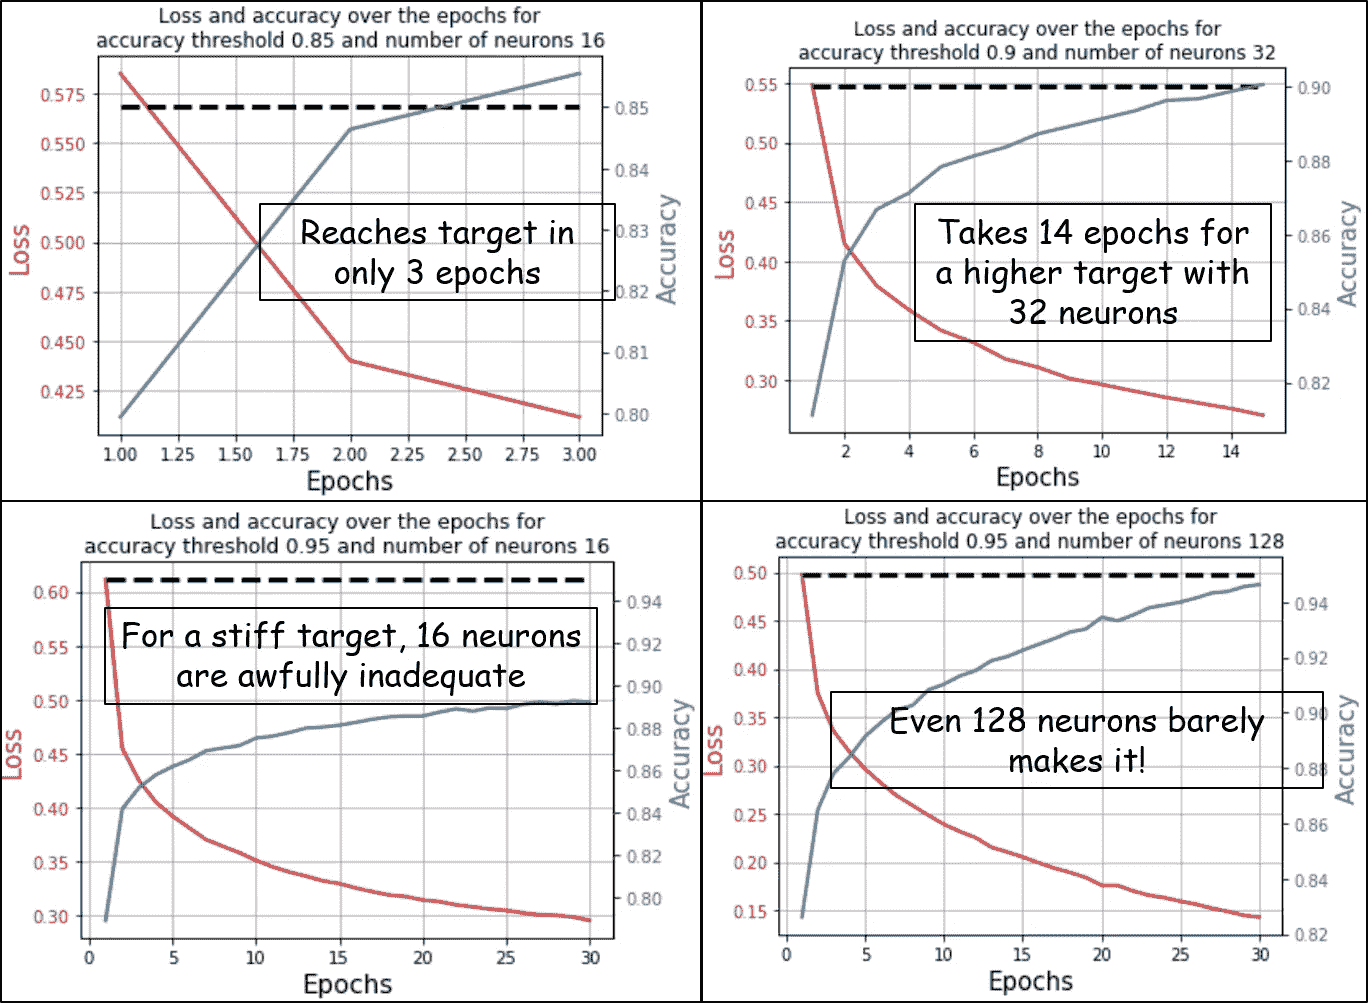 Loss and accuracy over the epochs for
accuracy threshold 0.85 and number of neurons 16
0.575
0.550
0.525
0.500
0.475
0.450
0.425
Loss
0.85
0.84
0.83
0.82
0.81
0.80
Accuracy
Reaches target in
only 3 epochs
1.00 1.25 1.50 1.75 2.00 2.25 2.50 2.75 3.00
Epochs
Loss and accuracy over the epochs for
accuracy threshold 0.9 and number of neurons 32
0.55
0.50
0.45
0.40
0.35
0.30
Loss
0.90
0.88
0.86
0.84
0.82
Accuracy
Takes 14 epochs for
a higher target with
32 neurons
2 4 6 8 10 12 14
Epochs
Loss and accuracy over the epochs for
accuracy threshold 0.95 and number of neurons 16
0.60
0.55
0.50
0.45
0.40
0.35
0.30
Loss
0.94
0.92
0.90
0.88
0.86
0.84
0.82
0.80
Accuracy
For a stiff target, 16 neurons
are awfully inadequate
0 5 10 15 20 25 30
Epochs
Loss and accuracy over the epochs for
accuracy threshold 0.95 and number of neurons 128
0.50
0.45
0.40
0.35
0.30
0.25
0.20
0.15
Loss
0.94
0.92
0.90
0.88
0.86
0.84
0.82
Accuracy
Even 128 neurons barely
makes it!
0 5 10 15 20 25 30
Epochs